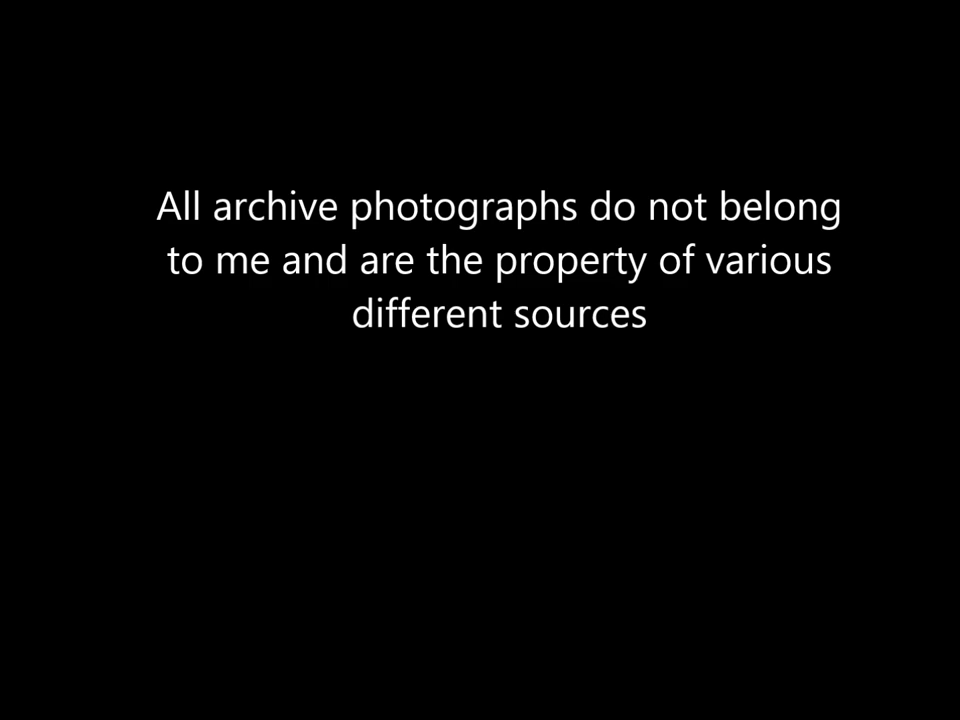 All archive photographs do not belong
to me and are the property of various
different sources